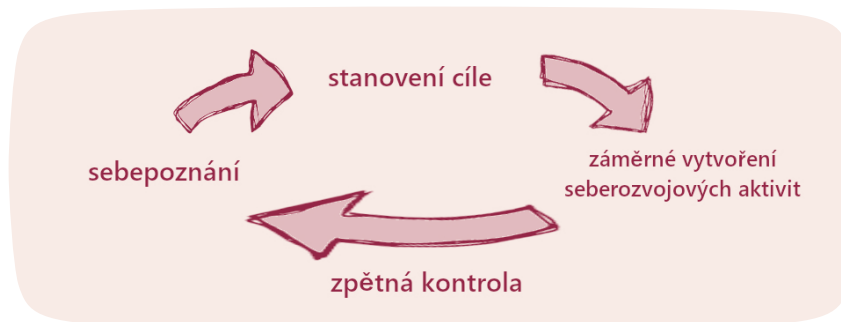 stanovení cíle
sebepoznání
záměrné vytvoření
seberozvojových aktivit
zpětná kontrola